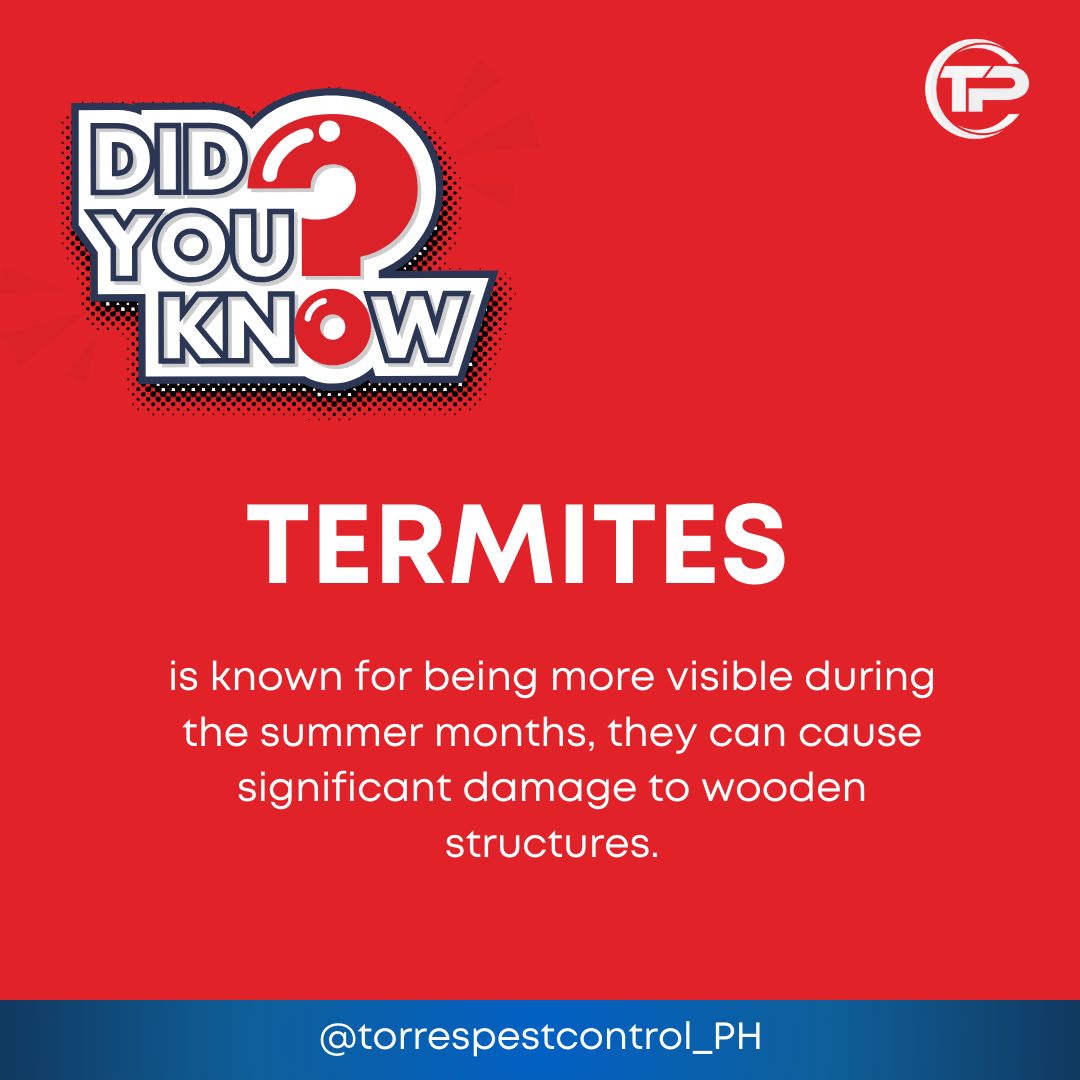 DID
YOU
KNOW
?
TCP
TERMITES
is known for being more visible during
the summer months, they can cause
significant damage to wooden
structures.
@torrespestcontrol_PH